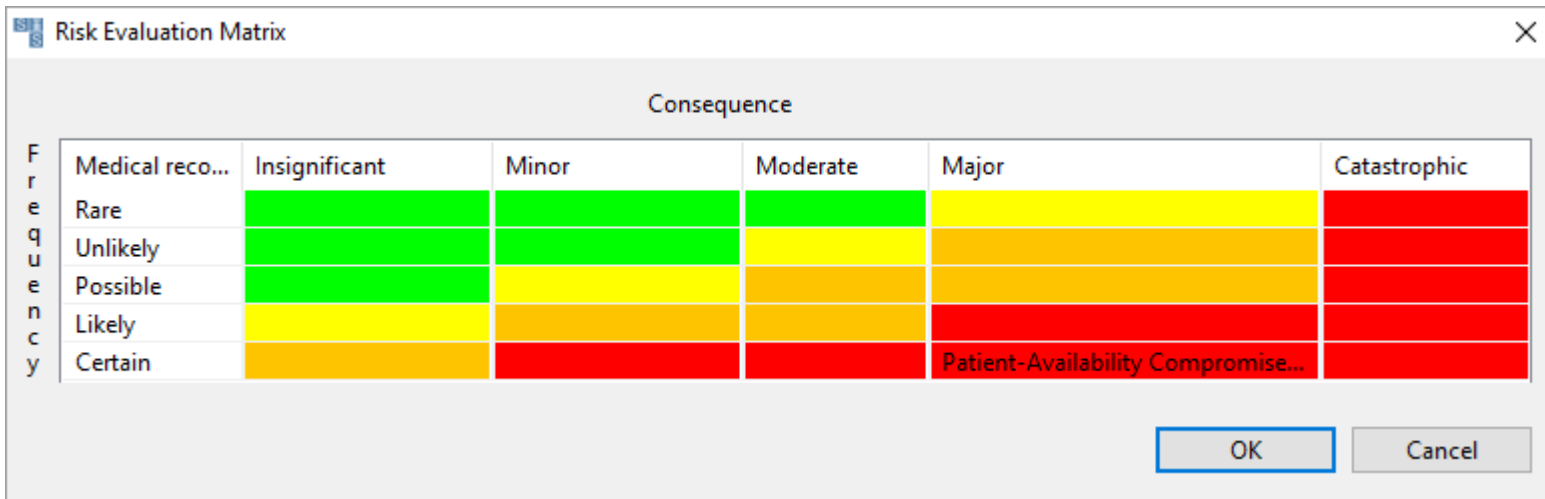 Risk Evaluation Matrix
Consequence
Frequency
Medical reco... Insignificant Minor Moderate Major Catastrophic
Rare
Unlikely
Possible
Likely
Certain Patient-Availability Compromise...
OK Cancel